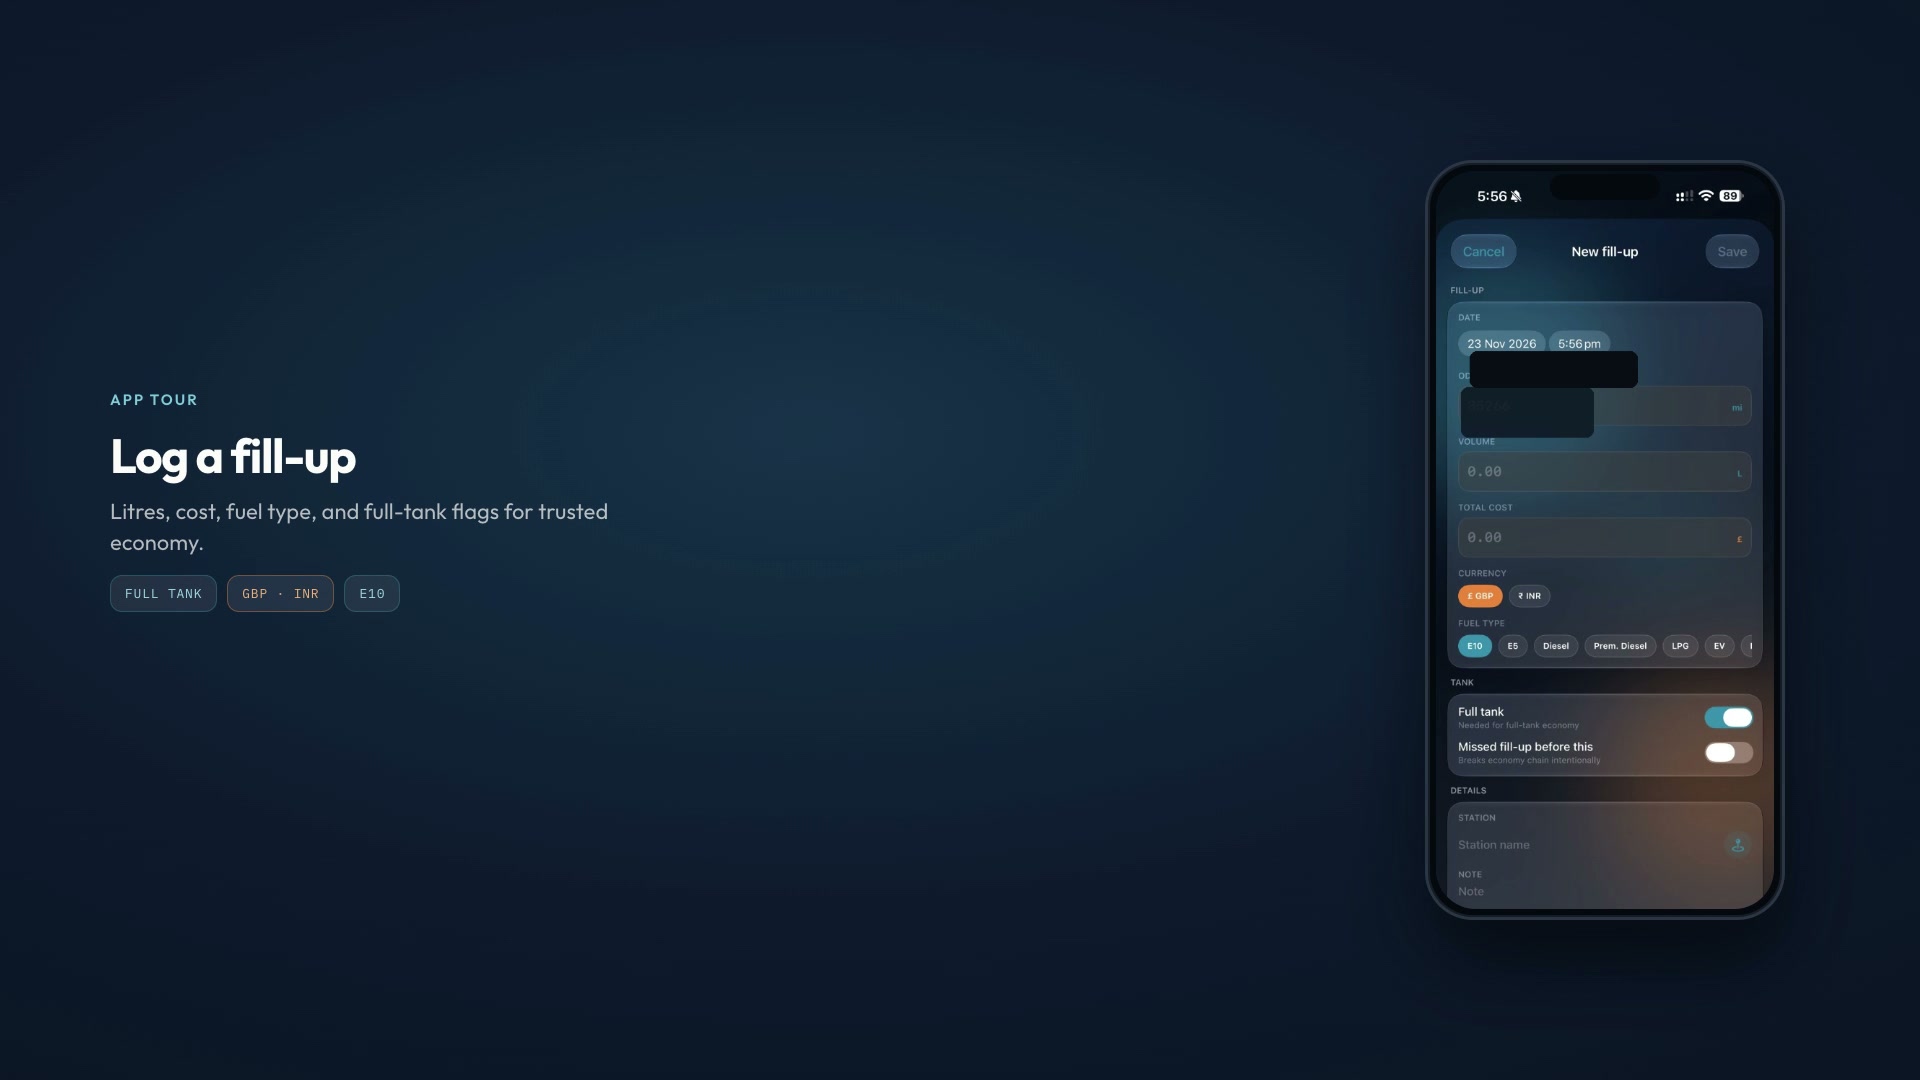 APP TOUR
Log a fill-up
Litres, cost, fuel type, and full-tank flags for trusted
economy.
FULL TANK
GBP · INR
E10
5:56
89
Cancel
New fill-up
Save
FILL-UP
DATE
23 Nov 2026
5:56 pm
mi
VOLUME
0.00
L
TOTAL COST
0.00
£
CURRENCY
£ GBP
₹ INR
FUEL TYPE
E10
E5
Diesel
Prem. Diesel
LPG
EV
TANK
Full tank
Needed for full-tank economy
Missed fill-up before this
Breaks economy chain intentionally
DETAILS
STATION
Station name
NOTE
Note